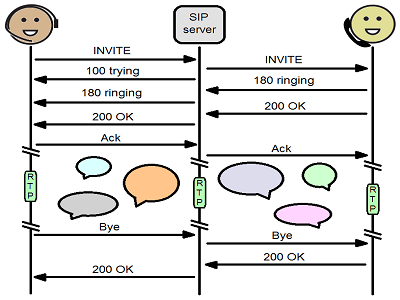 SIP
server
INVITE
INVITE
100 trying
180 ringing
180 ringing
200 OK
200 OK
Ack
Ack
RTP
RTP
RTP
Bye
Bye
200 OK
200 OK